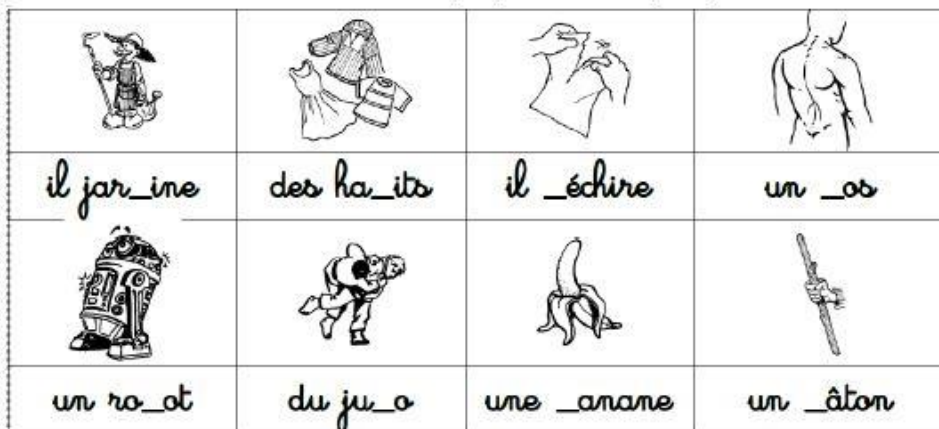 il jar_ine des ha_its il _échire un _os
un ro_ot du ju_o une _anane un _âton